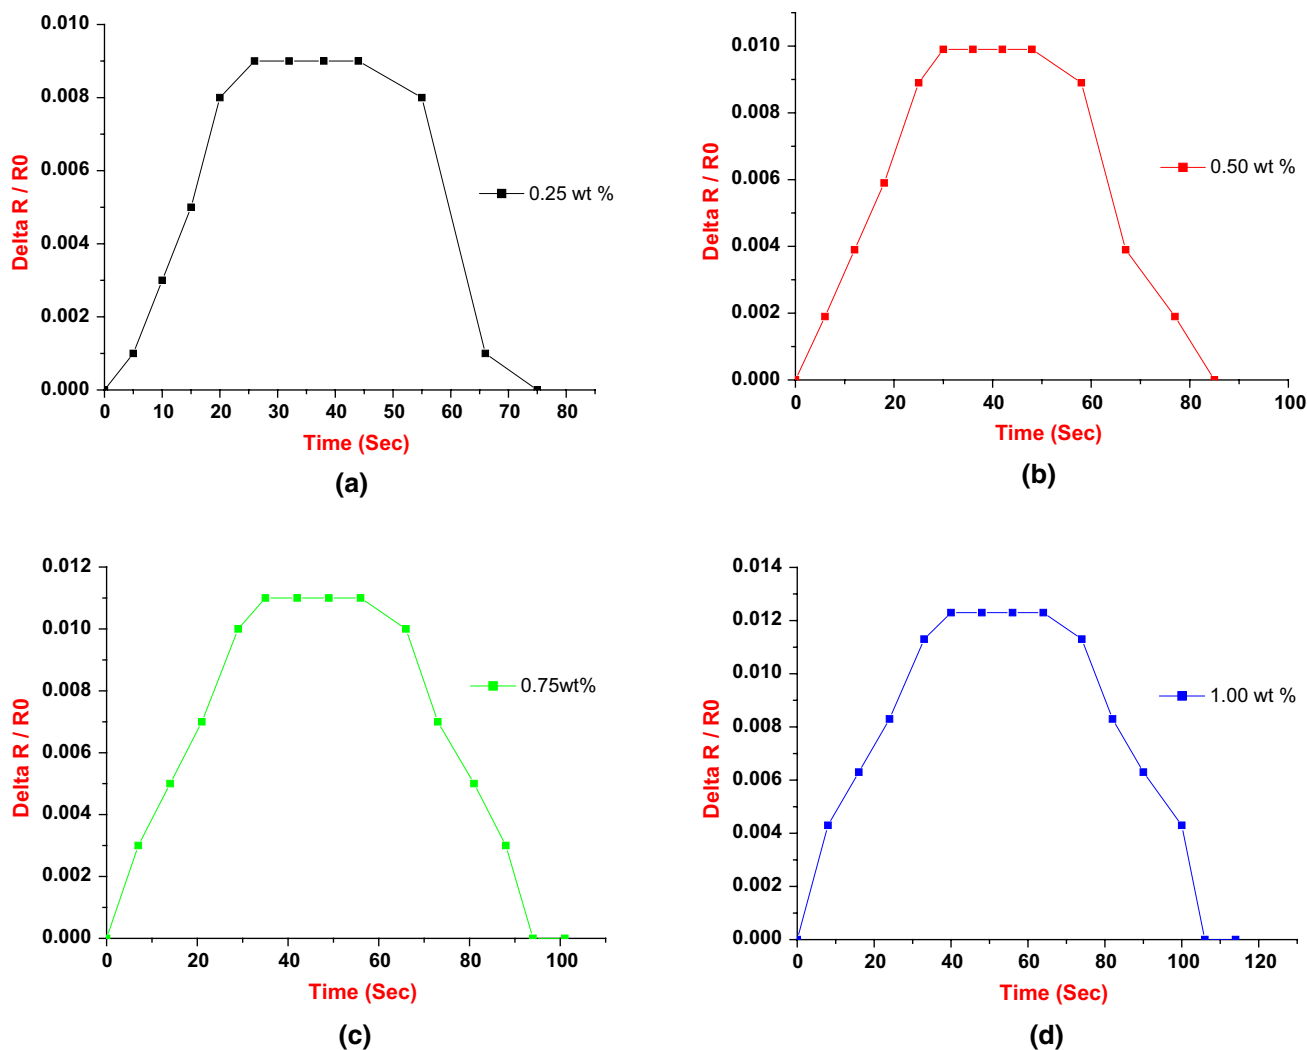 0.010
0.008
0.006
0.004
0.002
0.000
Delta R / R0
0.25 wt %
0 10 20 30 40 50 60 70 80
Time (Sec)
(a)
0.010
0.008
0.006
0.004
0.002
0.000
Delta R / R0
0.50 wt %
0 20 40 60 80 100
Time (Sec)
(b)
0.012
0.010
0.008
0.006
0.004
0.002
0.000
Delta R / R0
0.75wt%
0 20 40 60 80 100
Time (Sec)
(c)
0.014
0.012
0.010
0.008
0.006
0.004
0.002
0.000
Delta R / R0
1.00 wt %
0 20 40 60 80 100 120
Time (Sec)
(d)